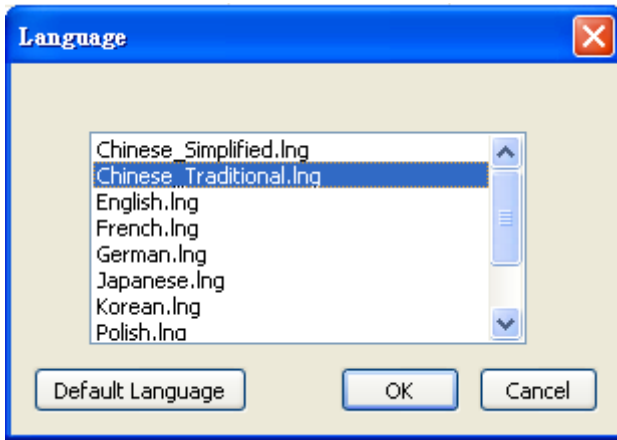 Language
Chinese_Simplified.lng
Chinese_Traditional.lng
English.lng
French.lng
German.lng
Japanese.lng
Korean.lng
Polish.lng
Default Language
OK
Cancel